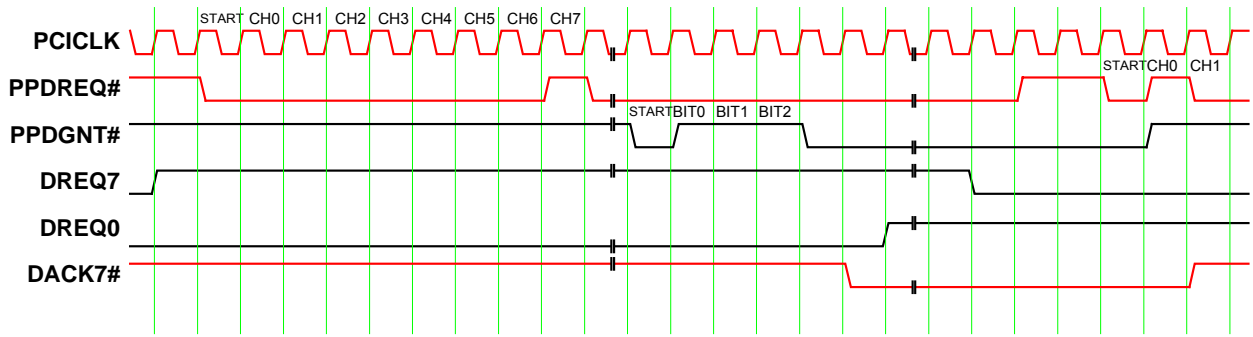 START CH0 CH1 CH2 CH3 CH4 CH5 CH6 CH7
PCICLK
START CH0 CH1
PPDREQ#
START BIT0 BIT1 BIT2
PPDGNT#
DREQ7
DREQ0
DACK7#